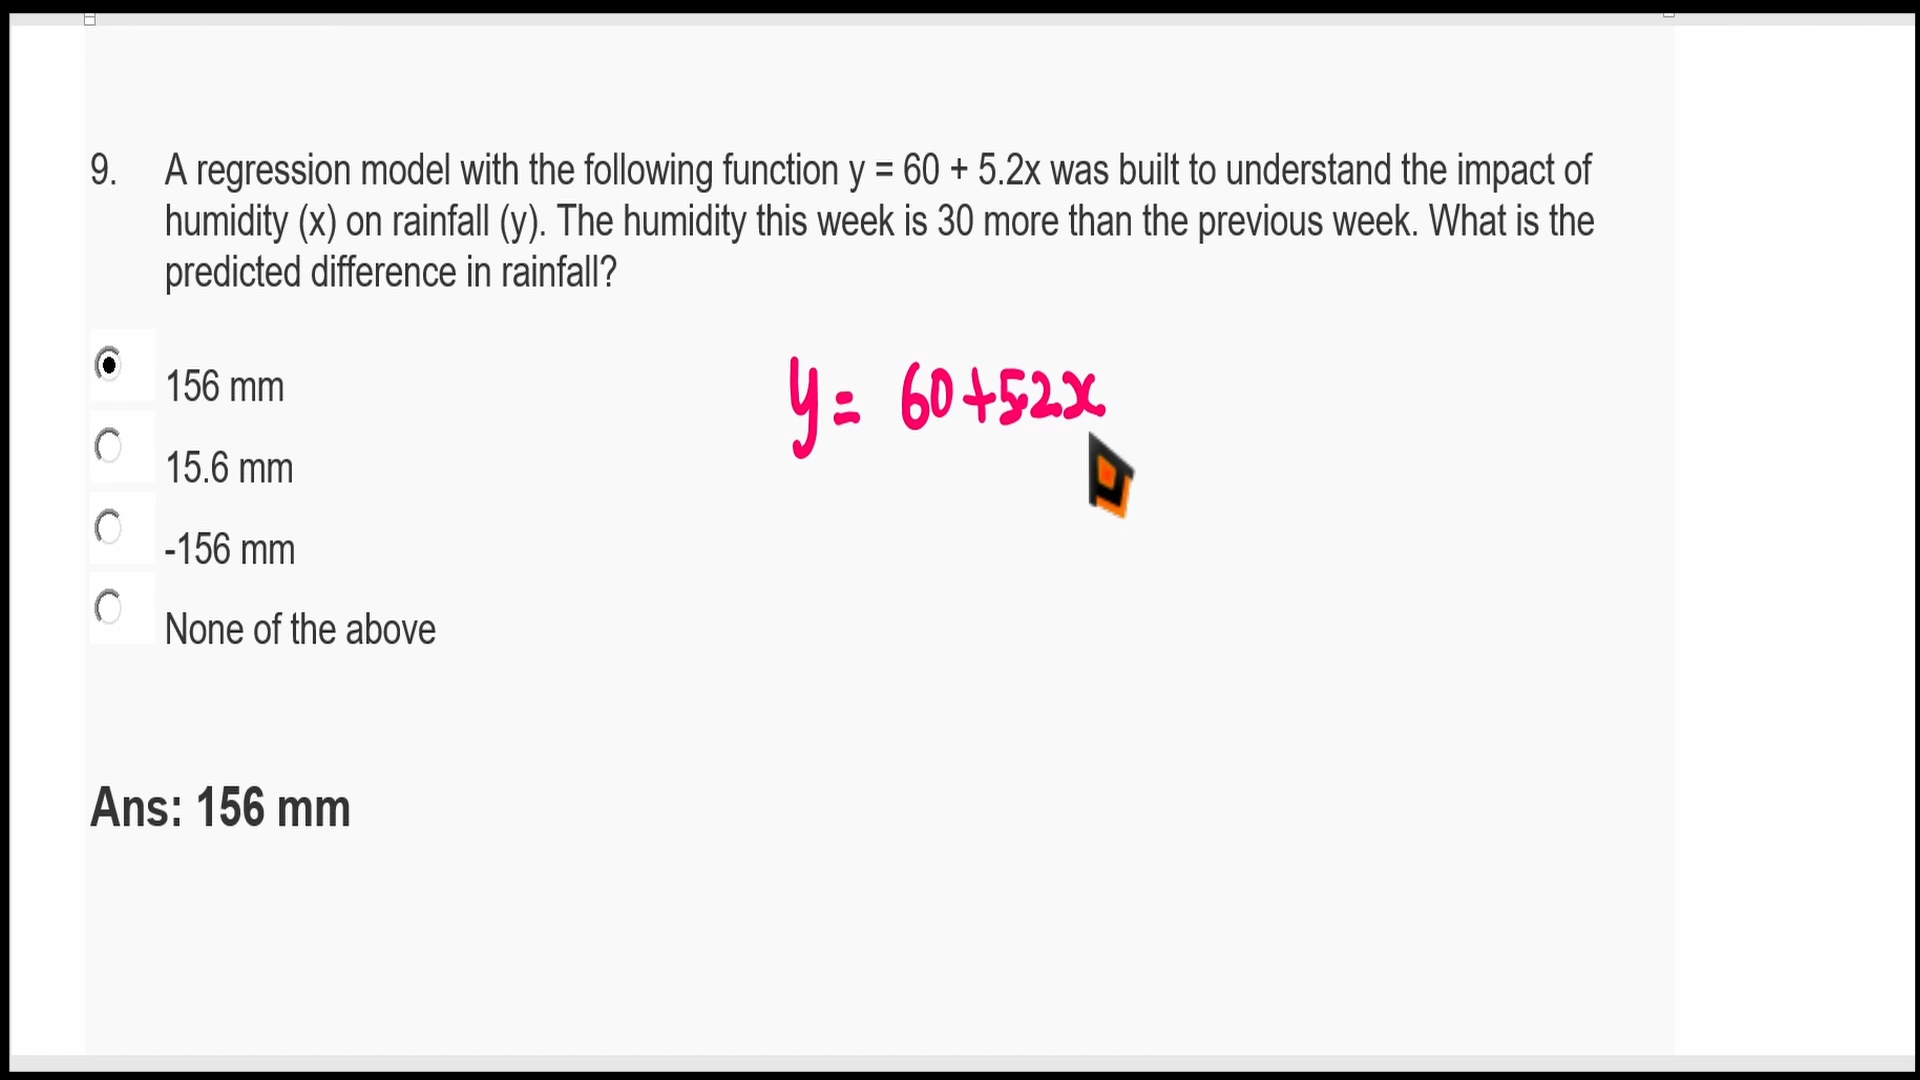 9. A regression model with the following function y = 60 + 5.2x was built to understand the impact of
humidity (x) on rainfall (y). The humidity this week is 30 more than the previous week. What is the
predicted difference in rainfall?
156 mm
y = 60+5.2x
15.6 mm
-156 mm
None of the above
Ans: 156 mm